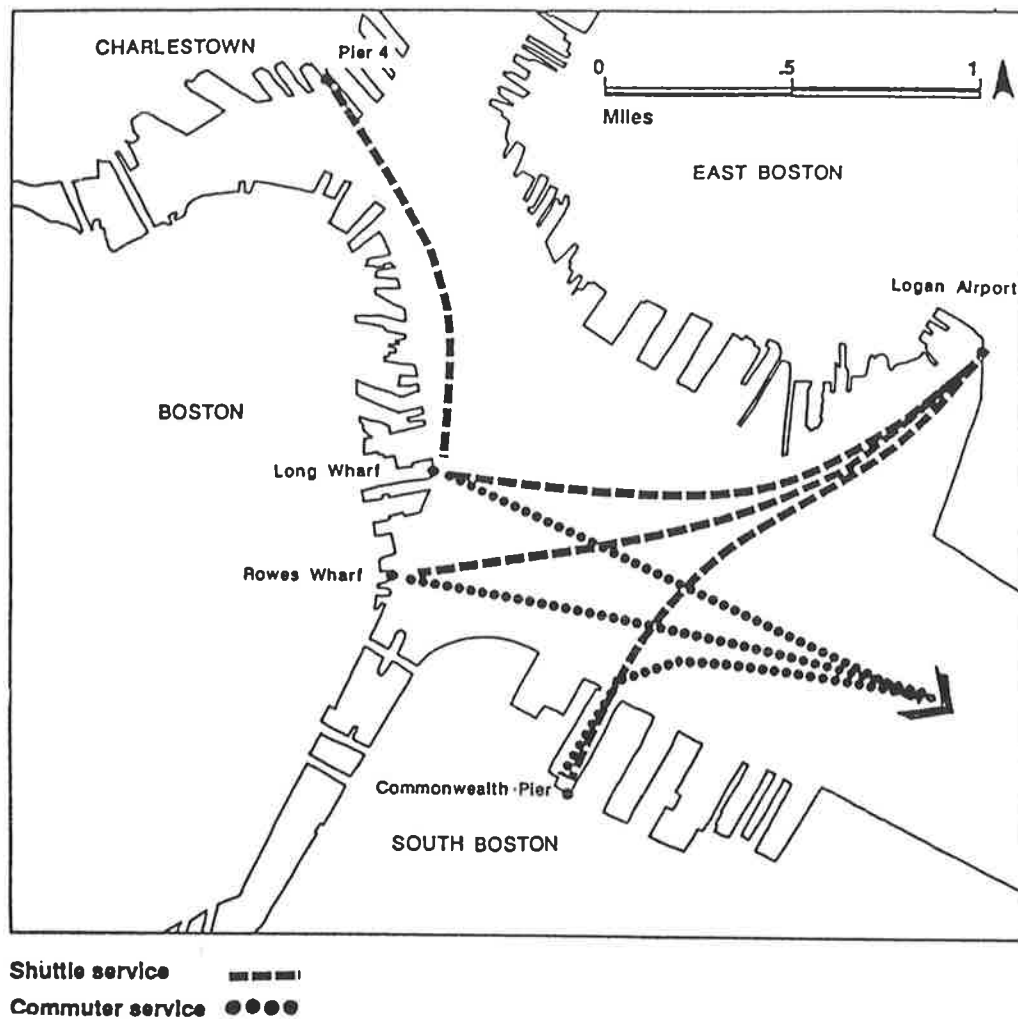 CHARLESTOWN
Pier 4
0 .5 1
Miles
EAST BOSTON
Logan Airport
BOSTON
Long Wharf
Rowes Wharf
Commonwealth Pier
SOUTH BOSTON
Shuttle service
Commuter service